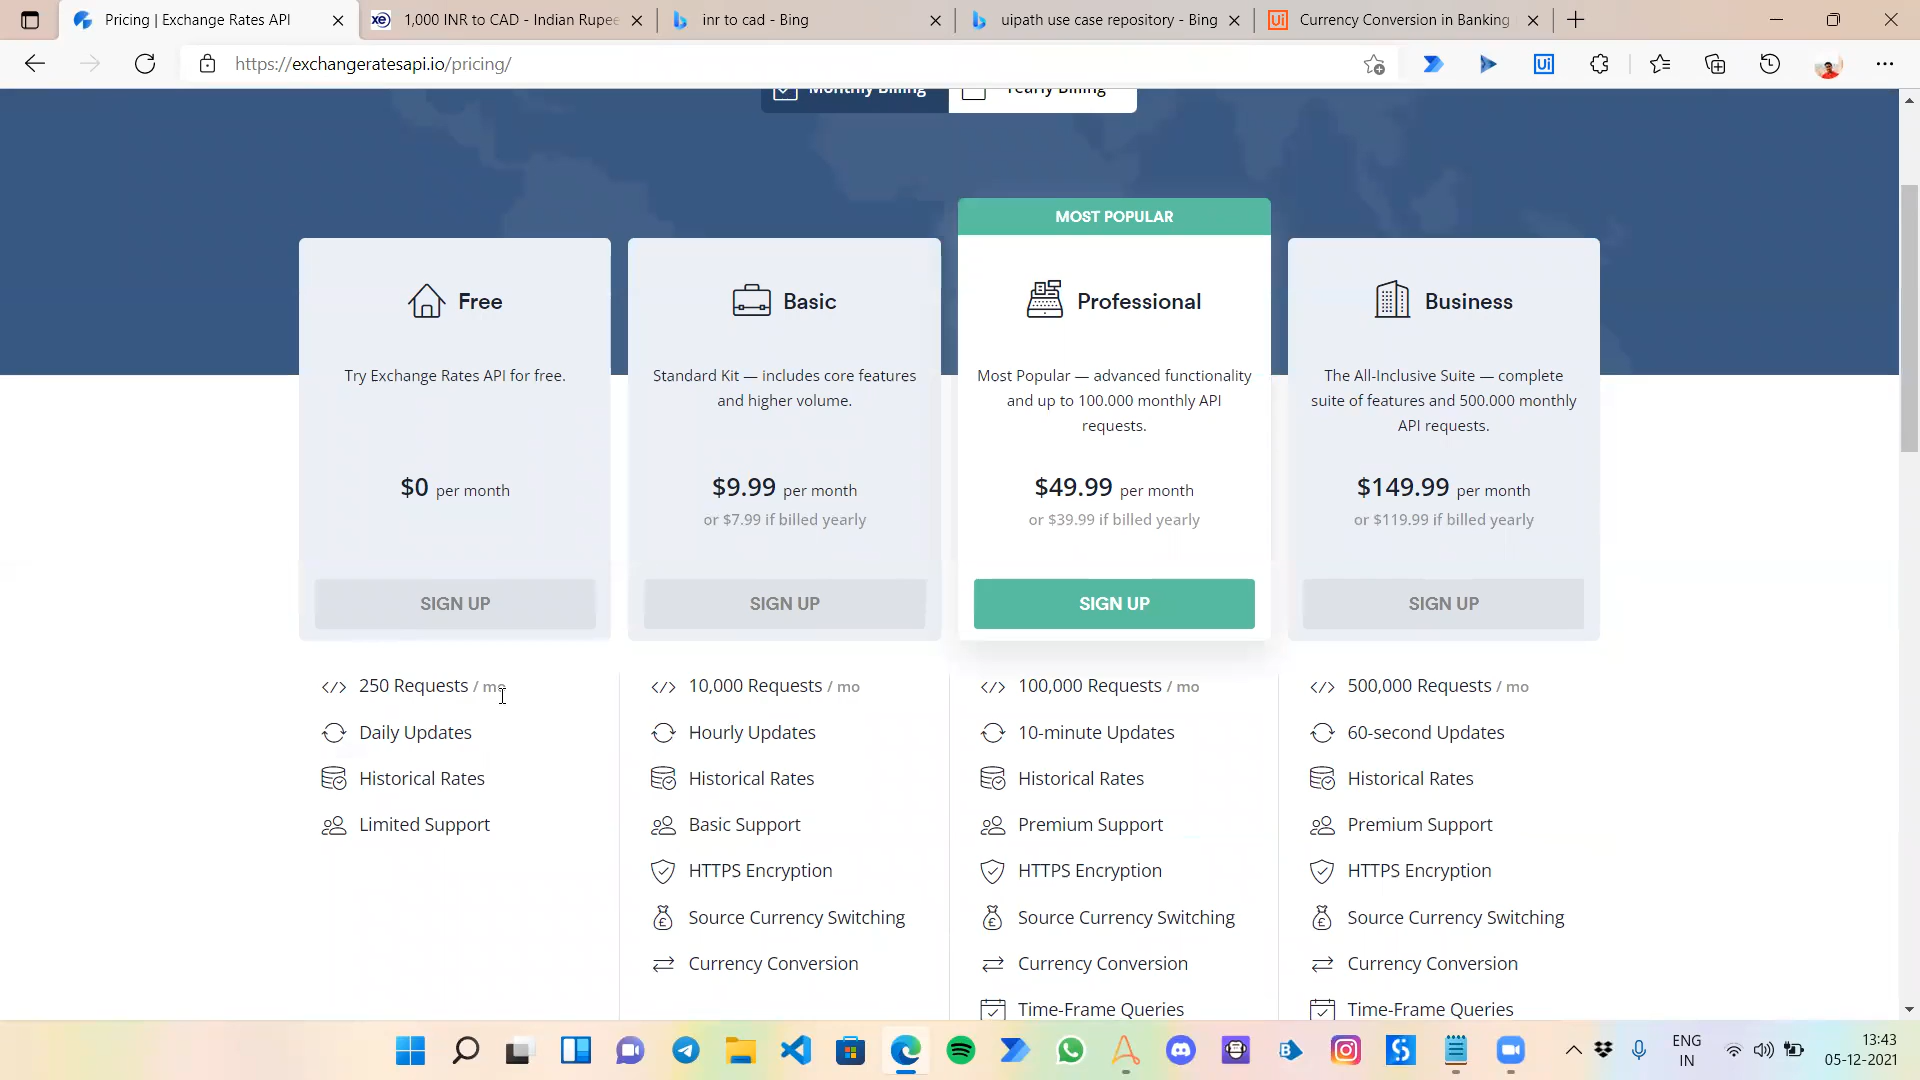 Pricing | Exchange Rates API
xe 1,000 INR to CAD - Indian Rupee
inr to cad - Bing
uipath use case repository - Bing
Ui Currency Conversion in Banking
https://exchangeratesapi.io/pricing/
Ui
Monthly Billing
Yearly Billing
MOST POPULAR
Free
Try Exchange Rates API for free.
$0 per month
SIGN UP
250 Requests / mo
Daily Updates
Historical Rates
Limited Support
Basic
Standard Kit — includes core features
and higher volume.
$9.99 per month
or $7.99 if billed yearly
SIGN UP
10,000 Requests / mo
Hourly Updates
Historical Rates
Basic Support
HTTPS Encryption
Source Currency Switching
Currency Conversion
Professional
Most Popular — advanced functionality
and up to 100.000 monthly API
requests.
$49.99 per month
or $39.99 if billed yearly
SIGN UP
100,000 Requests / mo
10-minute Updates
Historical Rates
Premium Support
HTTPS Encryption
Source Currency Switching
Currency Conversion
Time-Frame Queries
Business
The All-Inclusive Suite — complete
suite of features and 500.000 monthly
API requests.
$149.99 per month
or $119.99 if billed yearly
SIGN UP
500,000 Requests / mo
60-second Updates
Historical Rates
Premium Support
HTTPS Encryption
Source Currency Switching
Currency Conversion
Time-Frame Queries
ENG
IN
13:43
05-12-2021